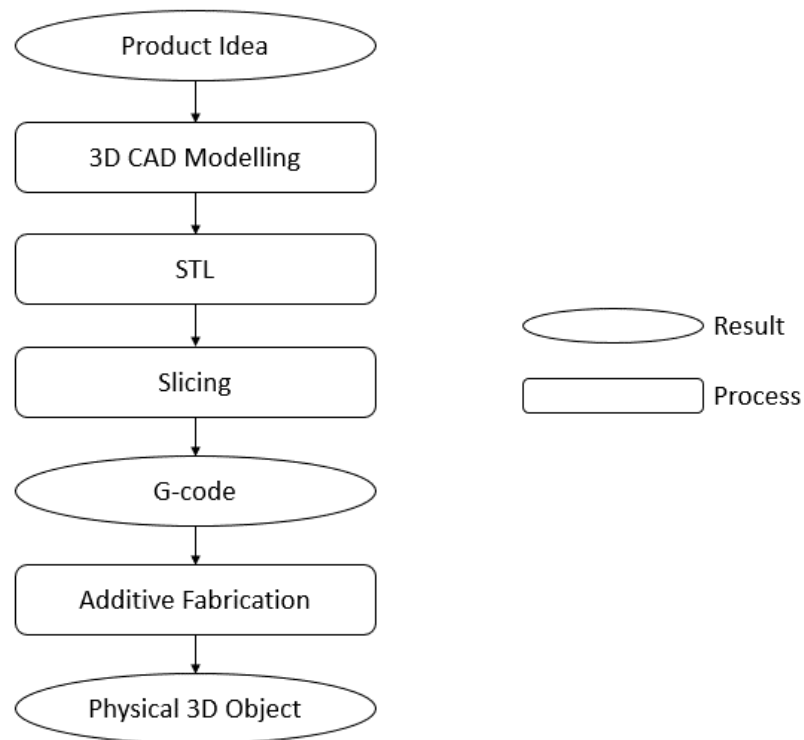 Product Idea
3D CAD Modelling
STL
Slicing
G-code
Additive Fabrication
Physical 3D Object
Result
Process